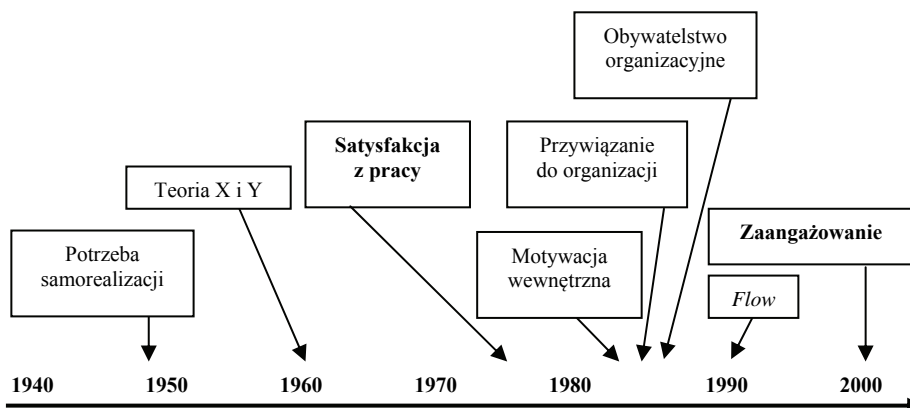 Obywatelstwo
organizacyjne
Satysfakcja
z pracy
Przywiązanie
do organizacji
Teoria X i Y
Zaangażowanie
Potrzeba
samorealizacji
Motywacja
wewnętrzna
Flow
1940 1950 1960 1970 1980 1990 2000